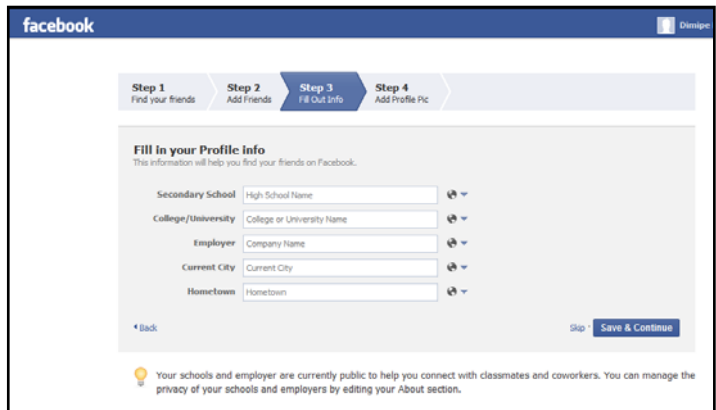 facebook
Dimipe
Step 1
Find your friends
Step 2
Add Friends
Step 3
Fill Out Info
Step 4
Add Profile Pic
Fill in your Profile info
This information will help you find your friends on Facebook.
Secondary School High School Name
College/University College or University Name
Employer Company Name
Current City Current City
Hometown Hometown
Back
Skip · Save & Continue
Your schools and employer are currently public to help you connect with classmates and coworkers. You can manage the
privacy of your schools and employers by editing your About section.